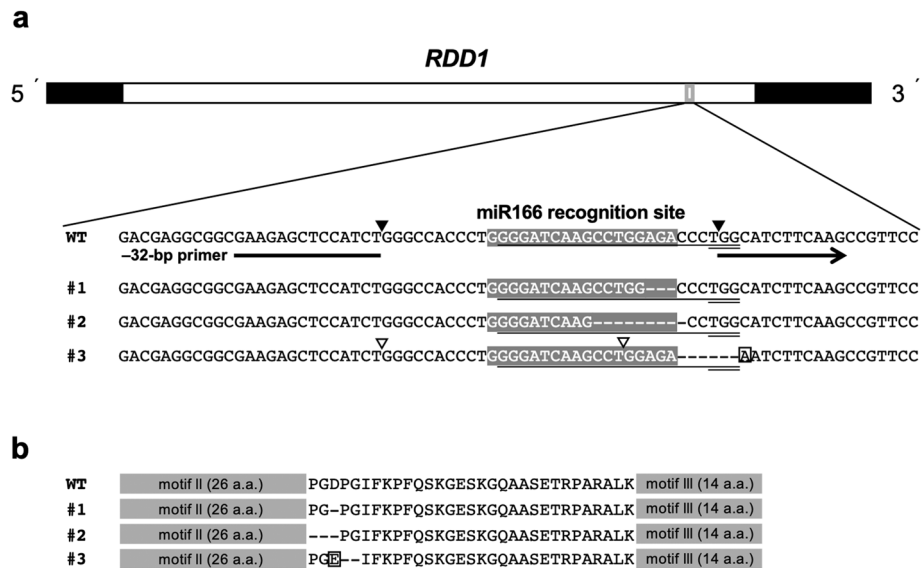 a
RDD1
5´ 3´
miR166 recognition site
WT GACGAGGCGGCGAAGAGCTCCATCTGGGCCACCCTGGGGATCAAGCCTGGAGACCCTGGCATCTTCAAGCCGTTCC
–32-bp primer
#1 GACGAGGCGGCGAAGAGCTCCATCTGGGCCACCCTGGGGATCAAGCCTGG---CCCTGGCATCTTCAAGCCGTTCC
#2 GACGAGGCGGCGAAGAGCTCCATCTGGGCCACCCTGGGGATCAAG---------CCTGGCATCTTCAAGCCGTTCC
#3 GACGAGGCGGCGAAGAGCTCCATCTGGGCCACCCTGGGGATCAAGCCTGGAGA------AATCTTCAAGCCGTTCC
b
WT motif II (26 a.a.) PGDPGIFKPFQSKGESKGQAASETRPARALK motif III (14 a.a.)
#1 motif II (26 a.a.) PG-PGIFKPFQSKGESKGQAASETRPARALK motif III (14 a.a.)
#2 motif II (26 a.a.) ---PGIFKPFQSKGESKGQAASETRPARALK motif III (14 a.a.)
#3 motif II (26 a.a.) PGE--IFKPFQSKGESKGQAASETRPARALK motif III (14 a.a.)